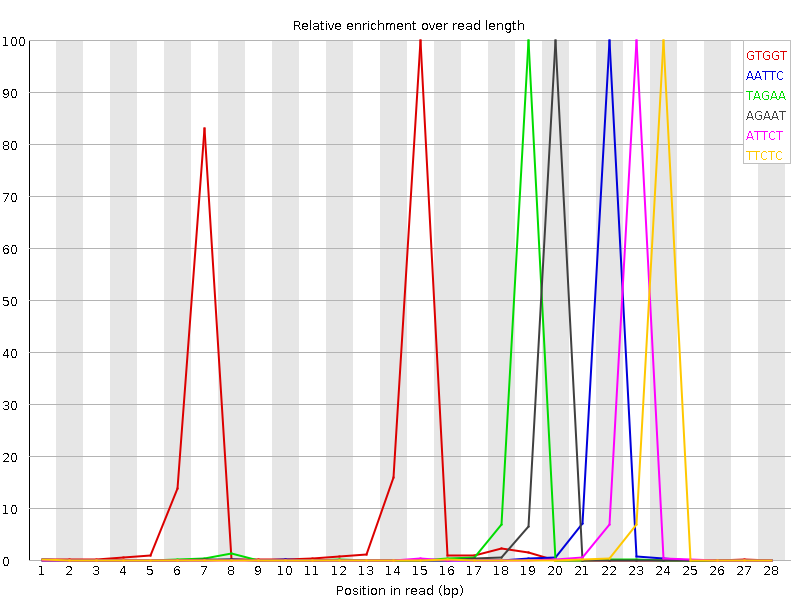 Relative enrichment over read length
100
90
80
70
60
50
40
30
20
10
0
GTGGT
AATTC
TAGAA
AGAAT
ATTCT
TTCTC
1 2 3 4 5 6 7 8 9 10 11 12 13 14 15 16 17 18 19 20 21 22 23 24 25 26 27 28
Position in read (bp)